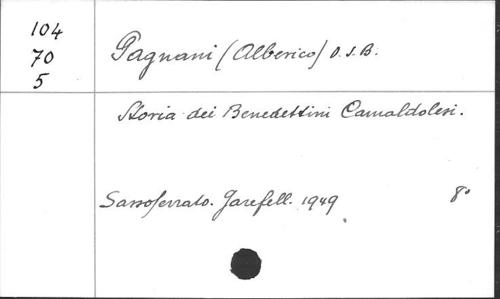 104
70
5
Pagnani (Alberico) O.S.B.
Storia dei Benedettini Camaldolesi.
Sassoferrato. Garefell. 1949 8°